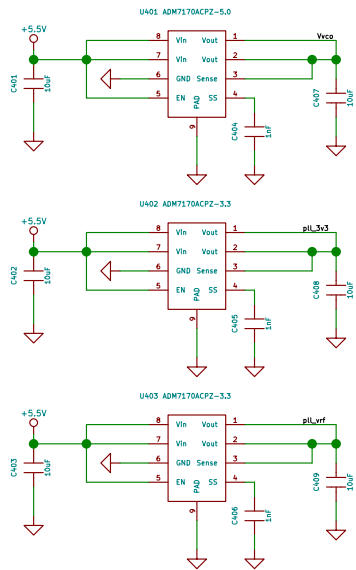 U401 ADM7170ACPZ-5.0
+5.5V
C401
10uF
8 Vin Vout 1
7 Vin Vout 2
6 GND Sense 3
5 EN SS 4
PAD
9
Vvco
C404
1nF
C407
10uF
U402 ADM7170ACPZ-3.3
+5.5V
C402
10uF
8 Vin Vout 1
7 Vin Vout 2
6 GND Sense 3
5 EN SS 4
PAD
9
pll_3v3
C405
1nF
C408
10uF
U403 ADM7170ACPZ-3.3
+5.5V
C403
10uF
8 Vin Vout 1
7 Vin Vout 2
6 GND Sense 3
5 EN SS 4
PAD
9
pll_vrf
C406
1nF
C409
10uF